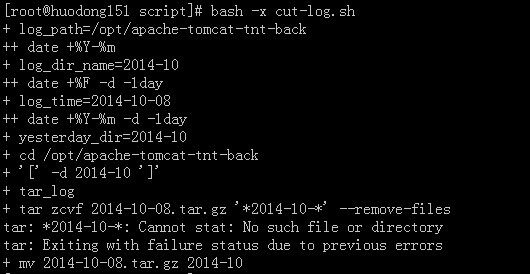 [root@huodong151 script]# bash -x cut-log.sh
+ log_path=/opt/apache-tomcat-tnt-back
++ date +%Y-%m
+ log_dir_name=2014-10
++ date +%F -d -1day
+ log_time=2014-10-08
++ date +%Y-%m -d -1day
+ yesterday_dir=2014-10
+ cd /opt/apache-tomcat-tnt-back
+ '[' -d 2014-10 ']'
+ tar_log
+ tar zcvf 2014-10-08.tar.gz '*2014-10-*' --remove-files
tar: *2014-10-*: Cannot stat: No such file or directory
tar: Exiting with failure status due to previous errors
+ mv 2014-10-08.tar.gz 2014-10